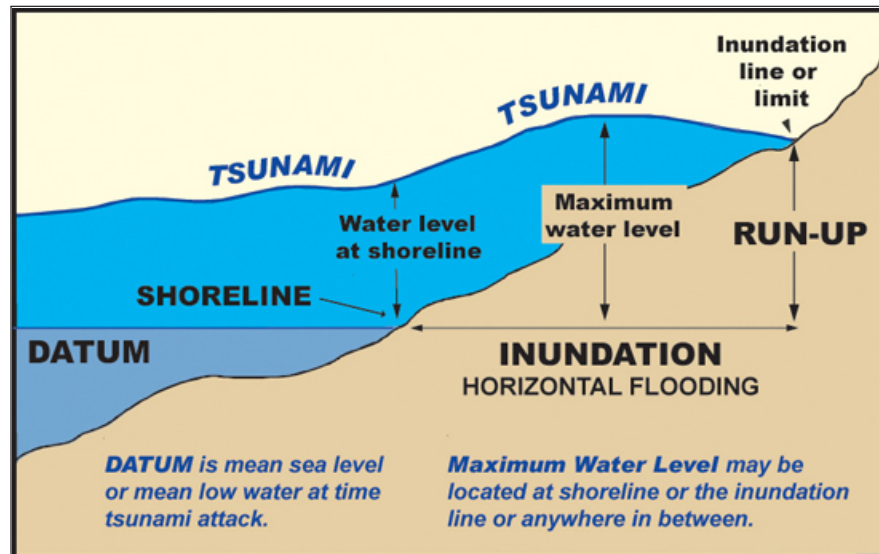 Inundation
line or
limit
TSUNAMI
TSUNAMI
Water level
at shoreline
Maximum
water level
RUN-UP
SHORELINE
DATUM
INUNDATION
HORIZONTAL FLOODING
DATUM is mean sea level
or mean low water at time
tsunami attack.
Maximum Water Level may be
located at shoreline or the inundation
line or anywhere in between.